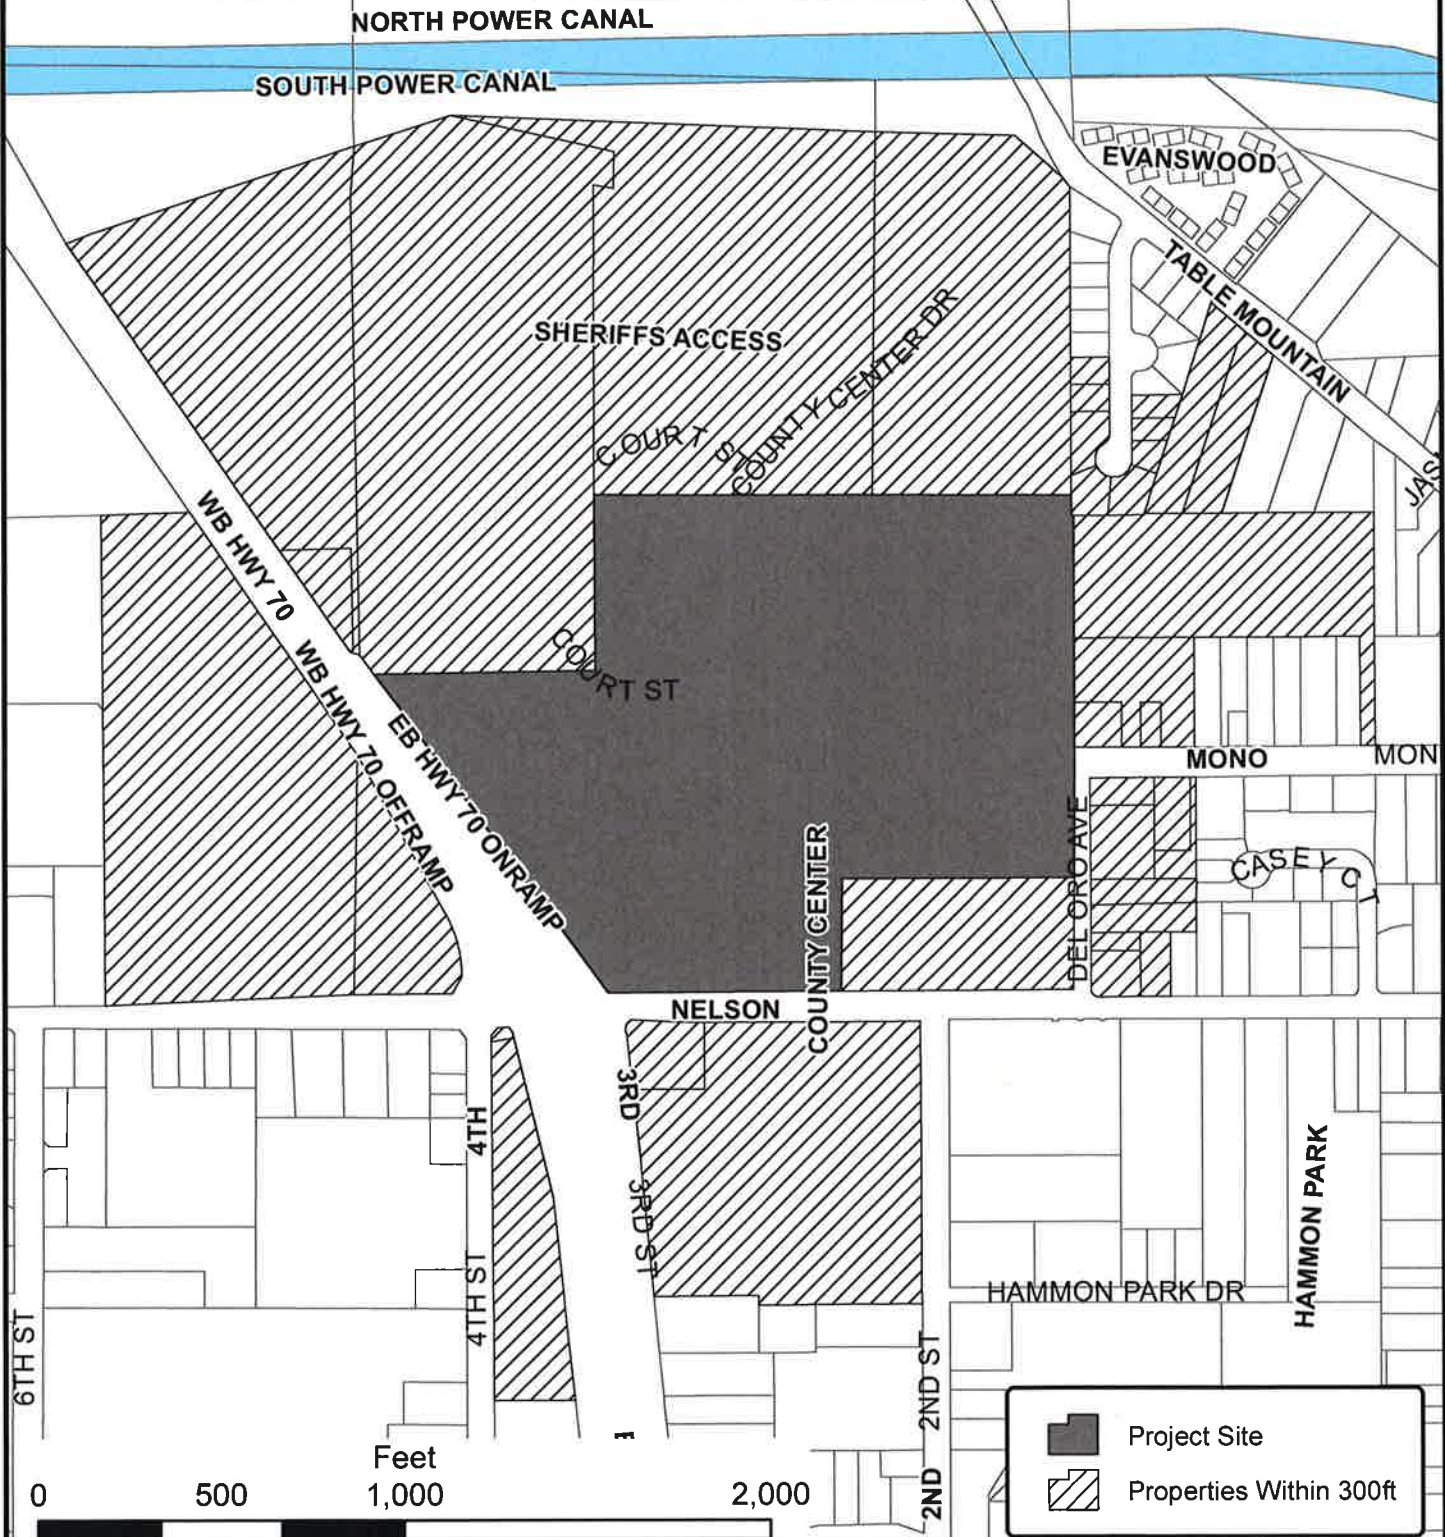 NORTH POWER CANAL
SOUTH POWER CANAL
EVANSWOOD
TABLE MOUNTAIN
SHERIFFS ACCESS
COUNTY CENTER DR
COURT ST
JAS
WB HWY 70
COURT ST
WB HWY 70 OFFRAMP
EB HWY 70 ONRAMP
MONO
MON
DEL ORO AVE
CASEY CT
COUNTY CENTER
NELSON
3RD
4TH
3RD ST
4TH ST
HAMMON PARK
HAMMON PARK DR
6TH ST
2ND ST
2ND
E
Project Site
Properties Within 300ft
Feet
0 500 1,000 2,000